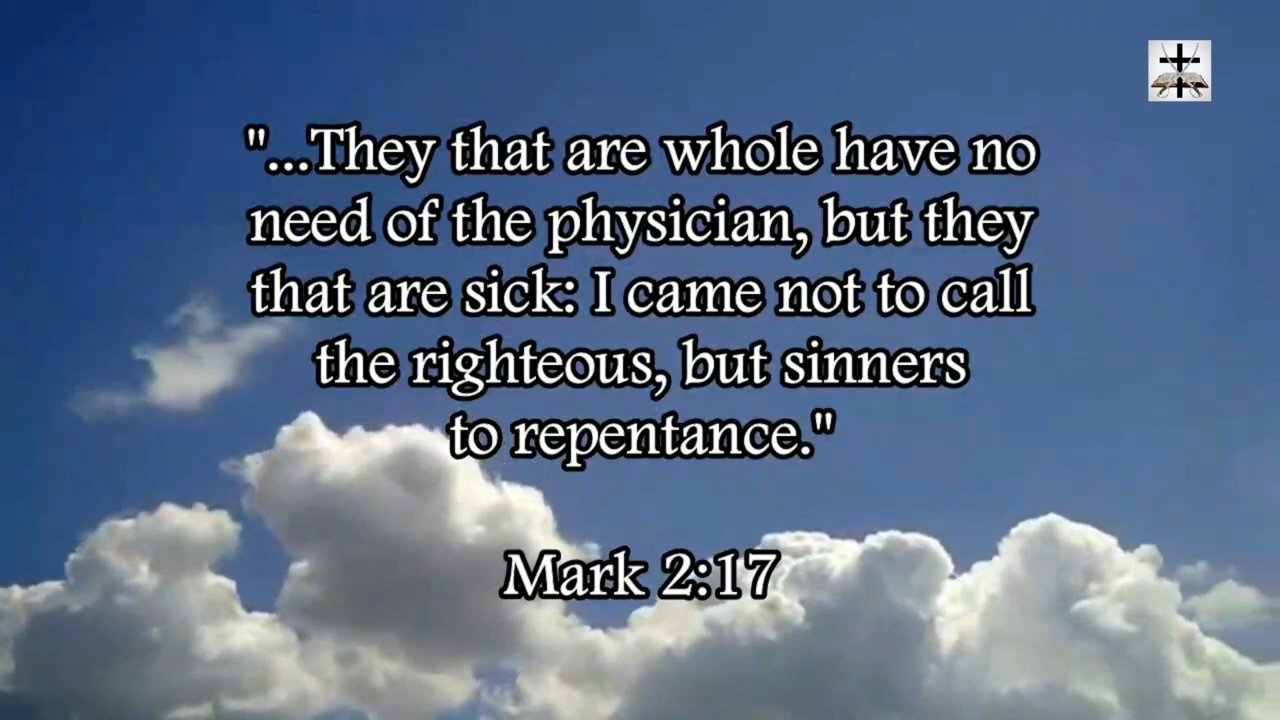 "...They that are whole have no
need of the physician, but they
that are sick: I came not to call
the righteous, but sinners
to repentance."
Mark 2:17